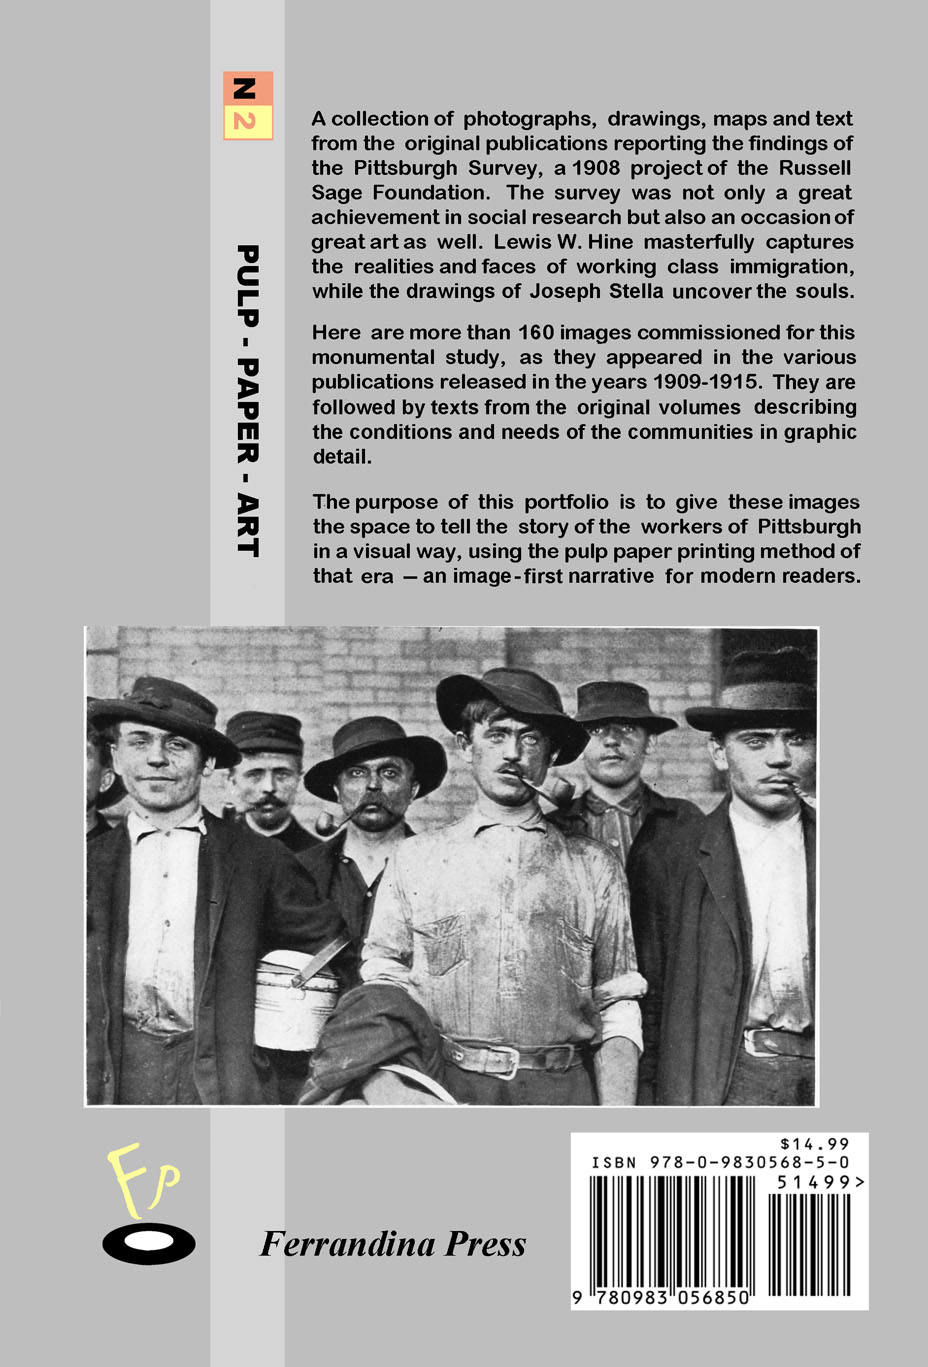 N
2
PULP - PAPER - ART
A collection of photographs, drawings, maps and text
from the original publications reporting the findings of
the Pittsburgh Survey, a 1908 project of the Russell
Sage Foundation. The survey was not only a great
achievement in social research but also an occasion of
great art as well. Lewis W. Hine masterfully captures
the realities and faces of working class immigration,
while the drawings of Joseph Stella uncover the souls.
Here are more than 160 images commissioned for this
monumental study, as they appeared in the various
publications released in the years 1909-1915. They are
followed by texts from the original volumes describing
the conditions and needs of the communities in graphic
detail.
The purpose of this portfolio is to give these images
the space to tell the story of the workers of Pittsburgh
in a visual way, using the pulp paper printing method of
that era – an image-first narrative for modern readers.
FP
Ferrandina Press
$14.99
ISBN 978-0-9830568-5-0
51499>
9 780983 056850